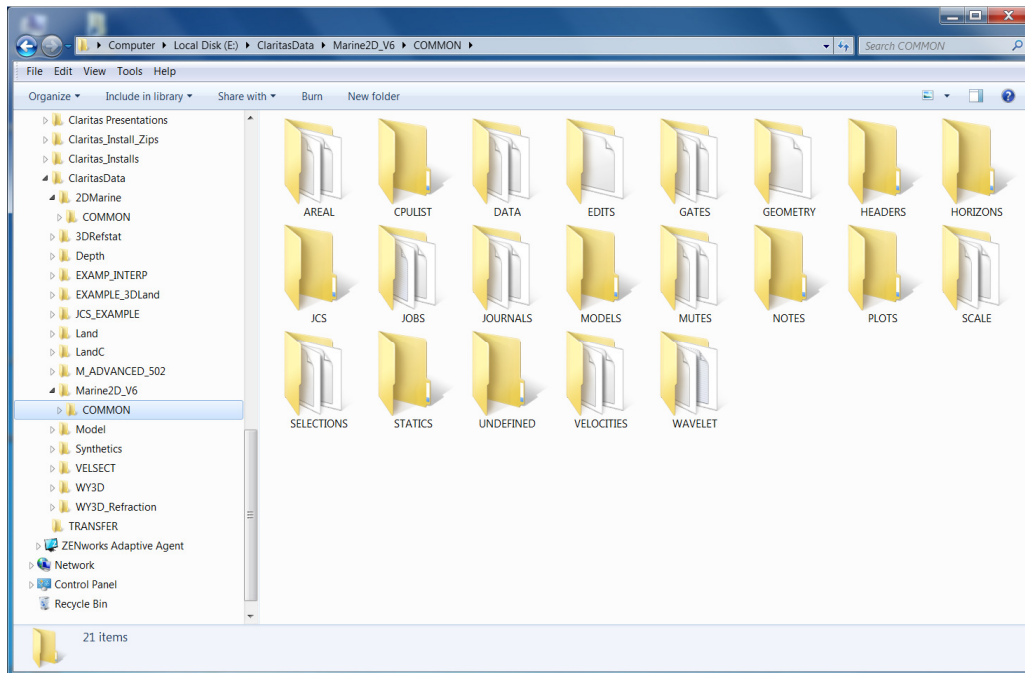 Computer Local Disk (E:) ClaritasData Marine2D_V6 COMMON
Search COMMON
File Edit View Tools Help
Organize Include in library Share with Burn New folder
Claritas Presentations
Claritas_Install_Zips
Claritas_Installs
ClaritasData
2DMarine
COMMON
3DRefstat
Depth
EXAMP_INTERP
EXAMPLE_3DLand
JCS_EXAMPLE
Land
LandC
M_ADVANCED_502
Marine2D_V6
COMMON
Model
Synthetics
VELSECT
WY3D
WY3D_Refraction
TRANSFER
ZENworks Adaptive Agent
Network
Control Panel
Recycle Bin
AREAL CPULIST DATA EDITS GATES GEOMETRY HEADERS HORIZONS
JCS JOBS JOURNALS MODELS MUTES NOTES PLOTS SCALE
SELECTIONS STATICS UNDEFINED VELOCITIES WAVELET
21 items